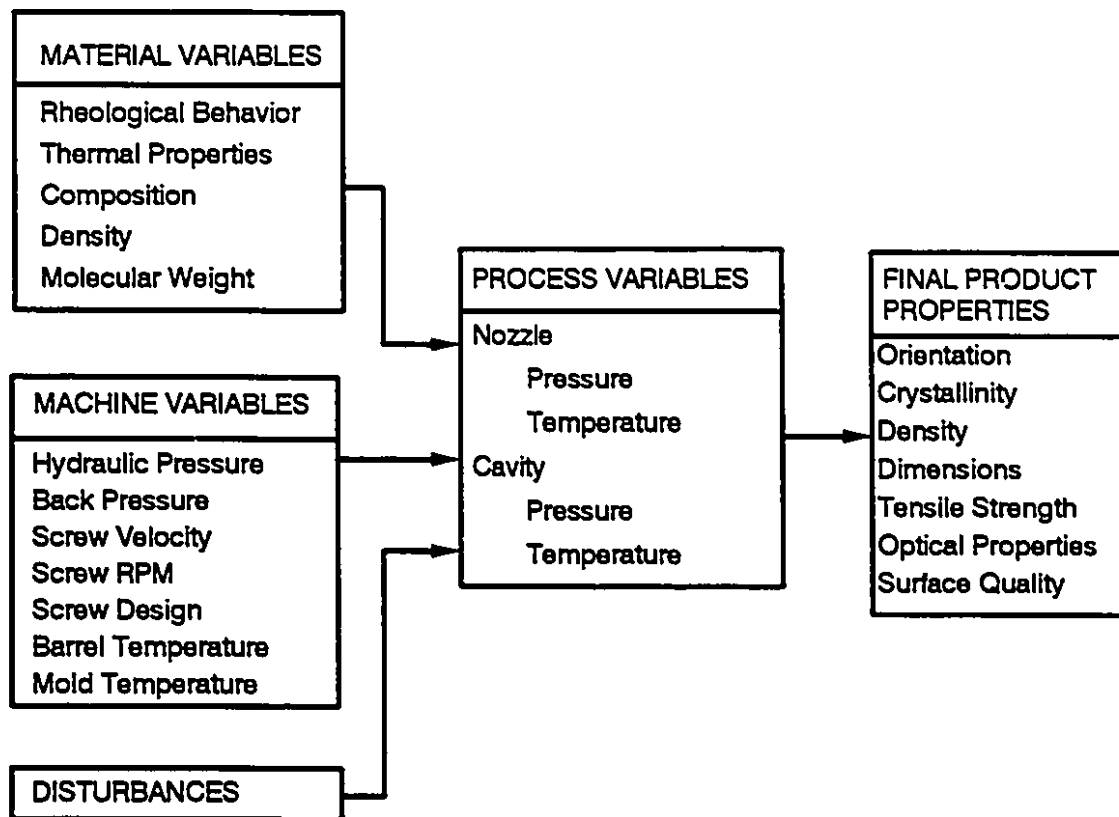 MATERIAL VARIABLES
Rheological Behavior
Thermal Properties
Composition
Density
Molecular Weight
MACHINE VARIABLES
Hydraulic Pressure
Back Pressure
Screw Velocity
Screw RPM
Screw Design
Barrel Temperature
Mold Temperature
DISTURBANCES
PROCESS VARIABLES
Nozzle
Pressure
Temperature
Cavity
Pressure
Temperature
FINAL PRODUCT
PROPERTIES
Orientation
Crystallinity
Density
Dimensions
Tensile Strength
Optical Properties
Surface Quality